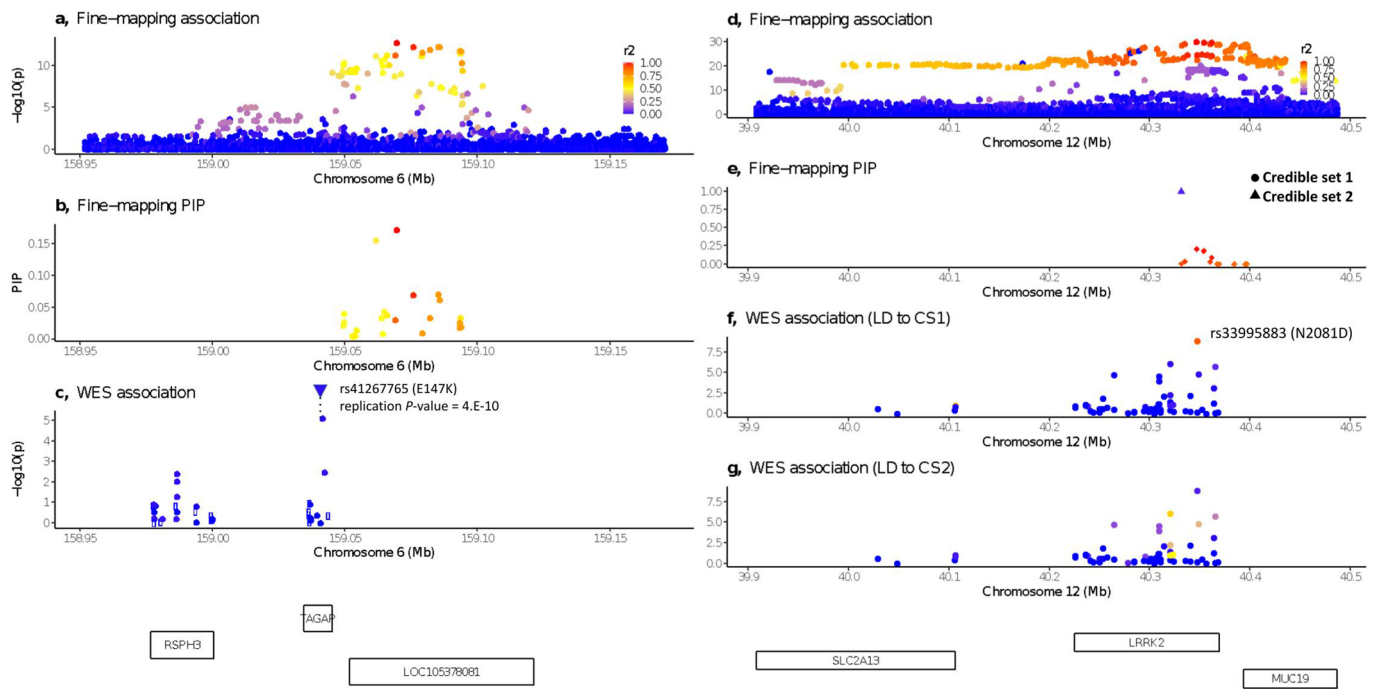 a, Fine−mapping association
−log10(p)
10
5
0
r2
1.00
0.75
0.50
0.25
0.00
158.95 159.00 159.05 159.10 159.15
Chromosome 6 (Mb)
b, Fine−mapping PIP
PIP
0.15
0.10
0.05
0.00
158.95 159.00 159.05 159.10 159.15
Chromosome 6 (Mb)
c, WES association
rs41267765 (E147K)
replication P-value = 4.E-10
−log10(p)
5
4
3
2
1
0
158.95 159.00 159.05 159.10 159.15
Chromosome 6 (Mb)
TAGAP
RSPH3
LOC105378081
d, Fine−mapping association
30
20
10
0
r2
1.00
0.75
0.50
0.25
0.00
39.9 40.0 40.1 40.2 40.3 40.4 40.5
Chromosome 12 (Mb)
e, Fine−mapping PIP
Credible set 1
Credible set 2
1.00
0.75
0.50
0.25
0.00
39.9 40.0 40.1 40.2 40.3 40.4 40.5
Chromosome 12 (Mb)
f, WES association (LD to CS1)
rs33995883 (N2081D)
7.5
5.0
2.5
0.0
39.9 40.0 40.1 40.2 40.3 40.4 40.5
Chromosome 12 (Mb)
g, WES association (LD to CS2)
7.5
5.0
2.5
0.0
39.9 40.0 40.1 40.2 40.3 40.4 40.5
Chromosome 12 (Mb)
LRRK2
SLC2A13
MUC19